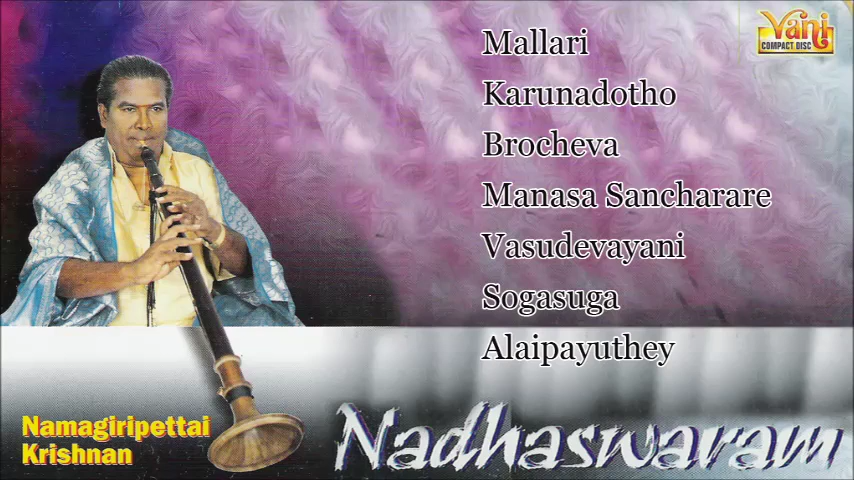 Vani
COMPACT DISC
Mallari
Karunadotho
Brocheva
Manasa Sancharare
Vasudevayani
Sogasuga
Alaipayuthey
Namagiripettai
Krishnan
Nadhaswaram